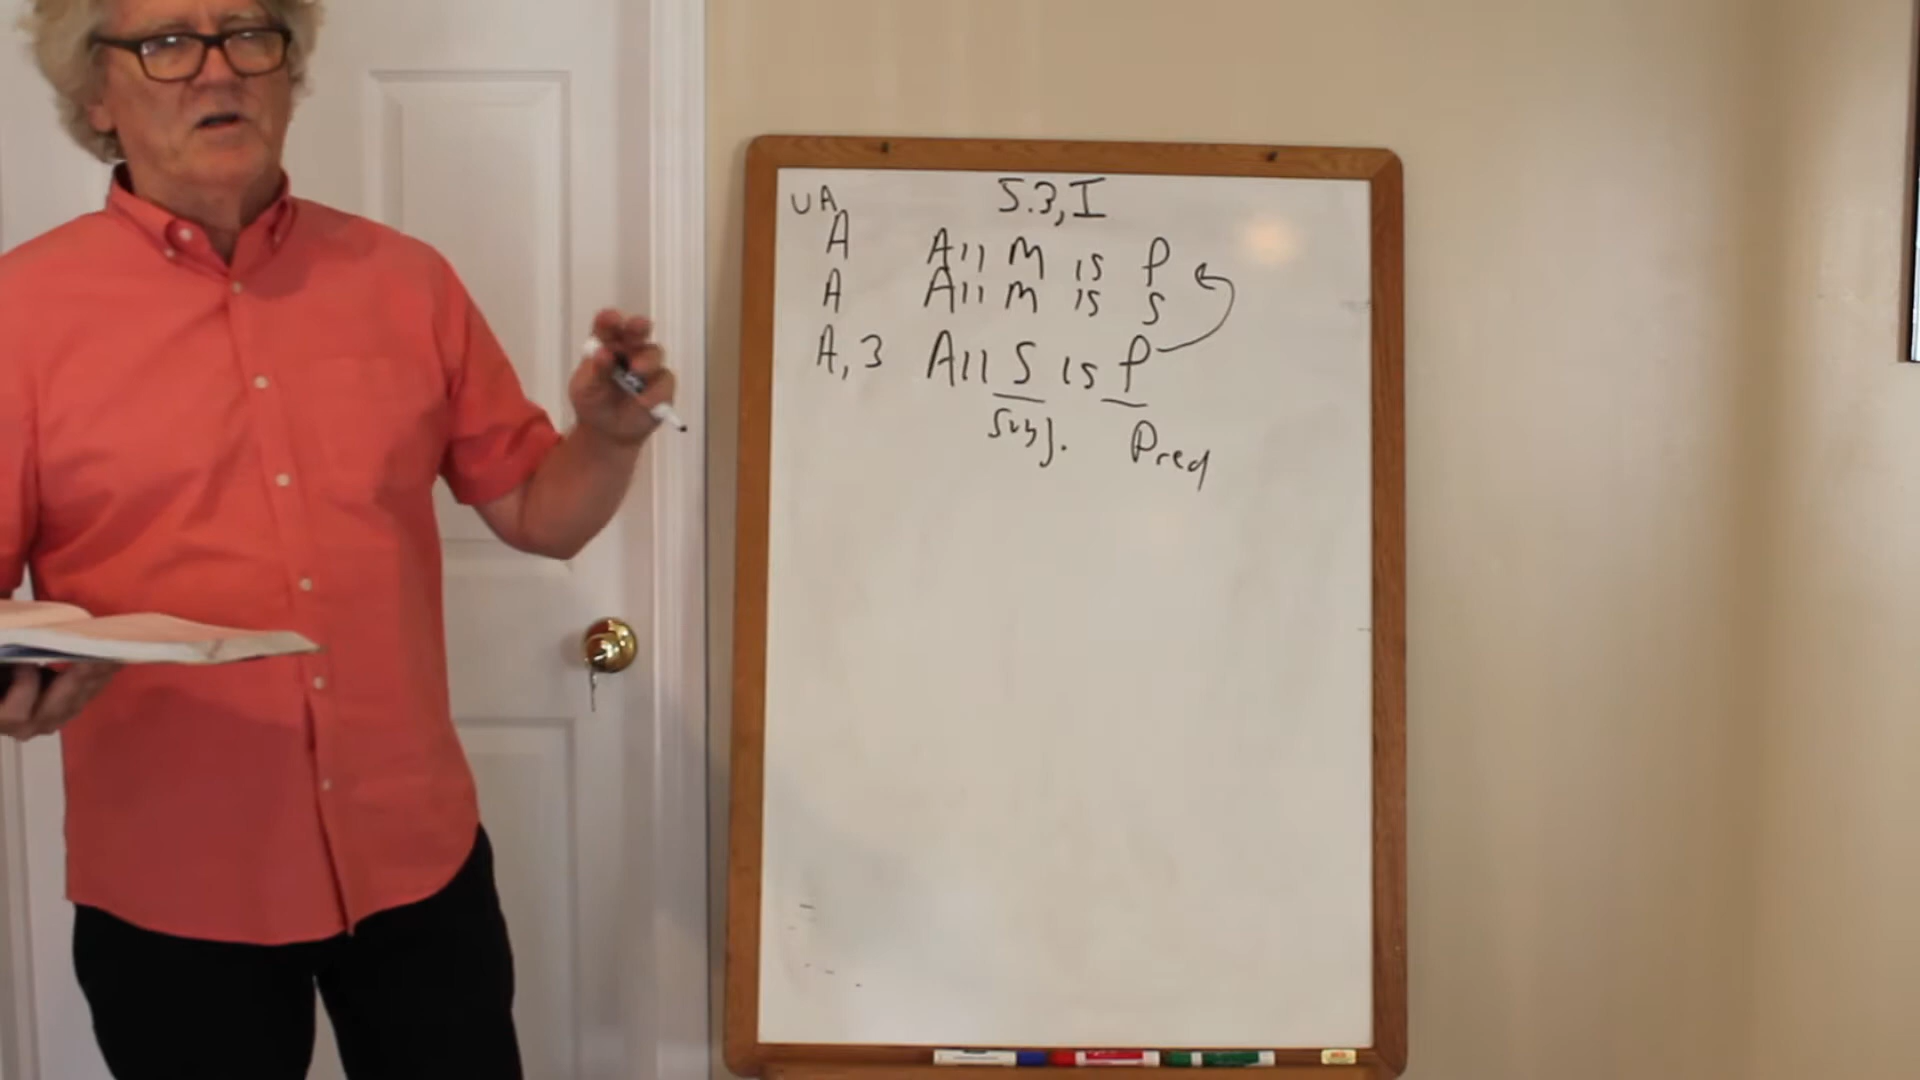 UA 5.3, I
A All M is P
A All M is S
A, 3 All S is P
Subj. Pred